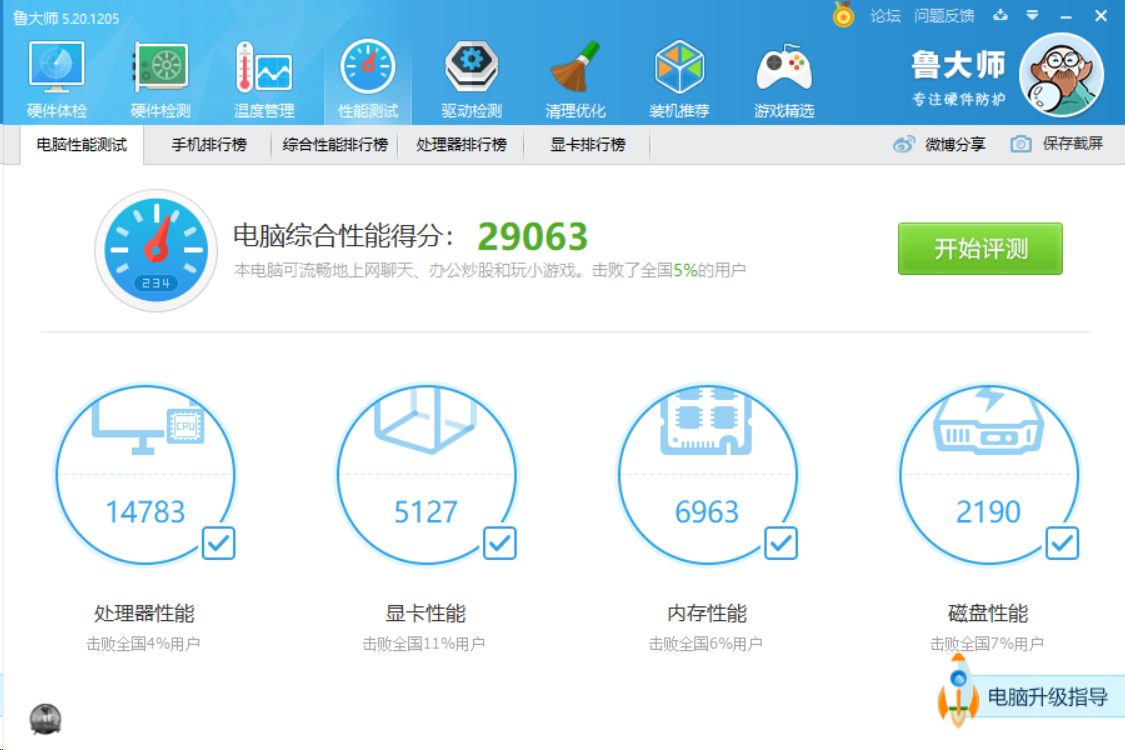 鲁大师 5.20.1205
论坛 问题反馈
硬件体检 硬件检测 温度管理 性能测试 驱动检测 清理优化 装机推荐 游戏精选
鲁大师
专注硬件防护
电脑性能测试 手机排行榜 综合性能排行榜 处理器排行榜 显卡排行榜 微博分享 保存截屏
电脑综合性能得分： 29063
本电脑可流畅地上网聊天、办公炒股和玩小游戏。击败了全国5%的用户
开始评测
234
CPU
14783 5127 6963 2190
处理器性能 显卡性能 内存性能 磁盘性能
击败全国4%用户 击败全国11%用户 击败全国6%用户 击败全国7%用户
电脑升级指导